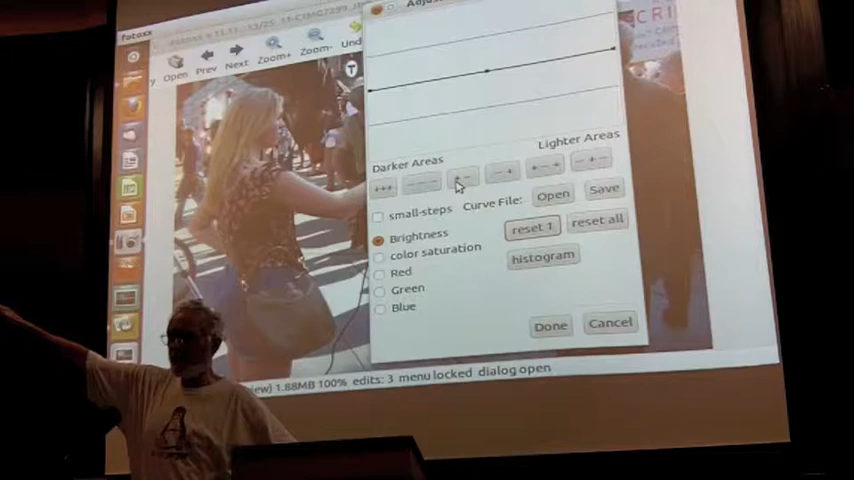 fotoxx
Open Prev Next Zoom+ Zoom- Und
Darker Areas Lighter Areas
+++ - - - + - - + + - + - + -
small-steps Curve File: Open Save
Brightness reset 1 reset all
color saturation histogram
Red
Green
Blue
Done Cancel
iew) 1.88MB 100% edits: 3 menu locked dialog open